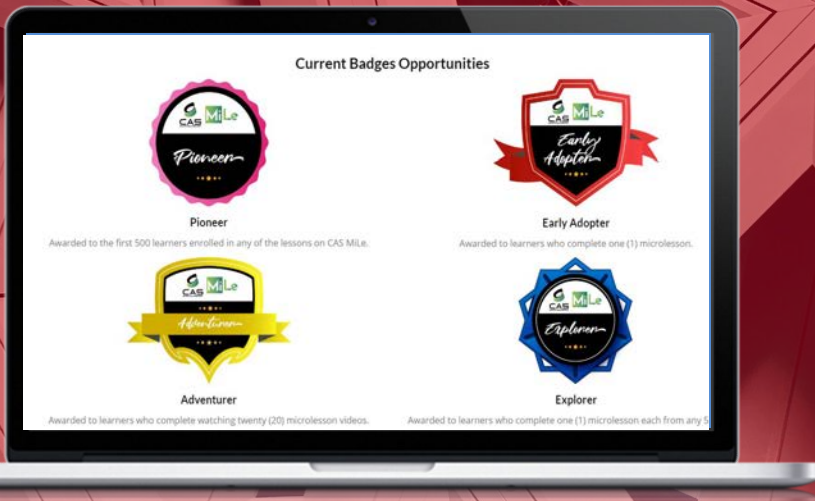 Current Badges Opportunities
CAS MiLe
Pioneer
CAS MiLe
Early
Adopter
Pioneer
Early Adopter
Awarded to the first 500 learners enrolled in any of the lessons on CAS MiLe.
Awarded to learners who complete one (1) microlesson.
CAS MiLe
Adventurer
CAS MiLe
Explorer
Adventurer
Explorer
Awarded to learners who complete watching twenty (20) microlesson videos.
Awarded to learners who complete one (1) microlesson each from any 5